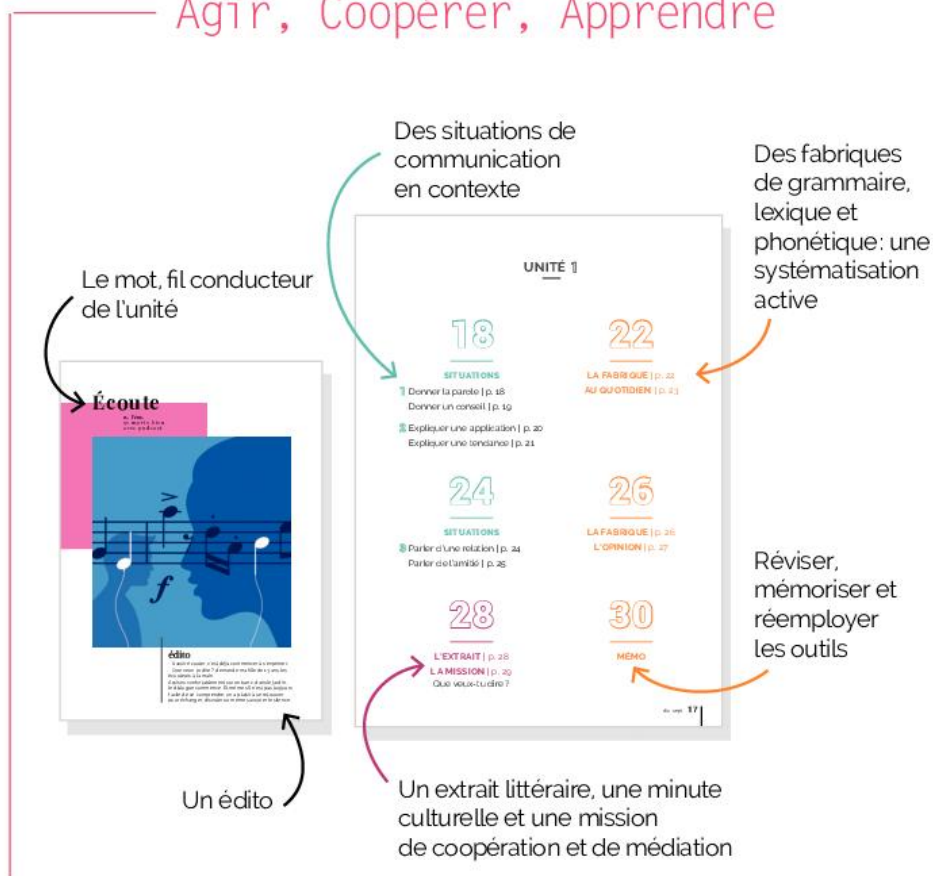 Agir, Coopérer, Apprendre
Des situations de
communication
en contexte
Des fabriques
de grammaire,
lexique et
phonétique: une
systématisation
active
Le mot, fil conducteur
de l'unité
Écoute
édito
Un édito
UNITÉ 1
18
SITUATIONS
1 Donner la parole | p. 18
Donner un conseil | p. 19
2 Expliquer une application | p. 20
Expliquer une tendance | p. 21
22
LA FABRIQUE | p. 22
AU QUOTIDIEN | p. 23
24
SITUATIONS
3 Parler d'une relation | p. 24
Parler de l'amitié | p. 25
26
LA FABRIQUE | p. 26
L'OPINION | p. 27
28
L'EXTRAIT | p. 28
LA MISSION | p. 29
Que veux-tu dire ?
30
MÉMO
17
Réviser,
mémoriser et
réemployer
les outils
Un extrait littéraire, une minute
culturelle et une mission
de coopération et de médiation